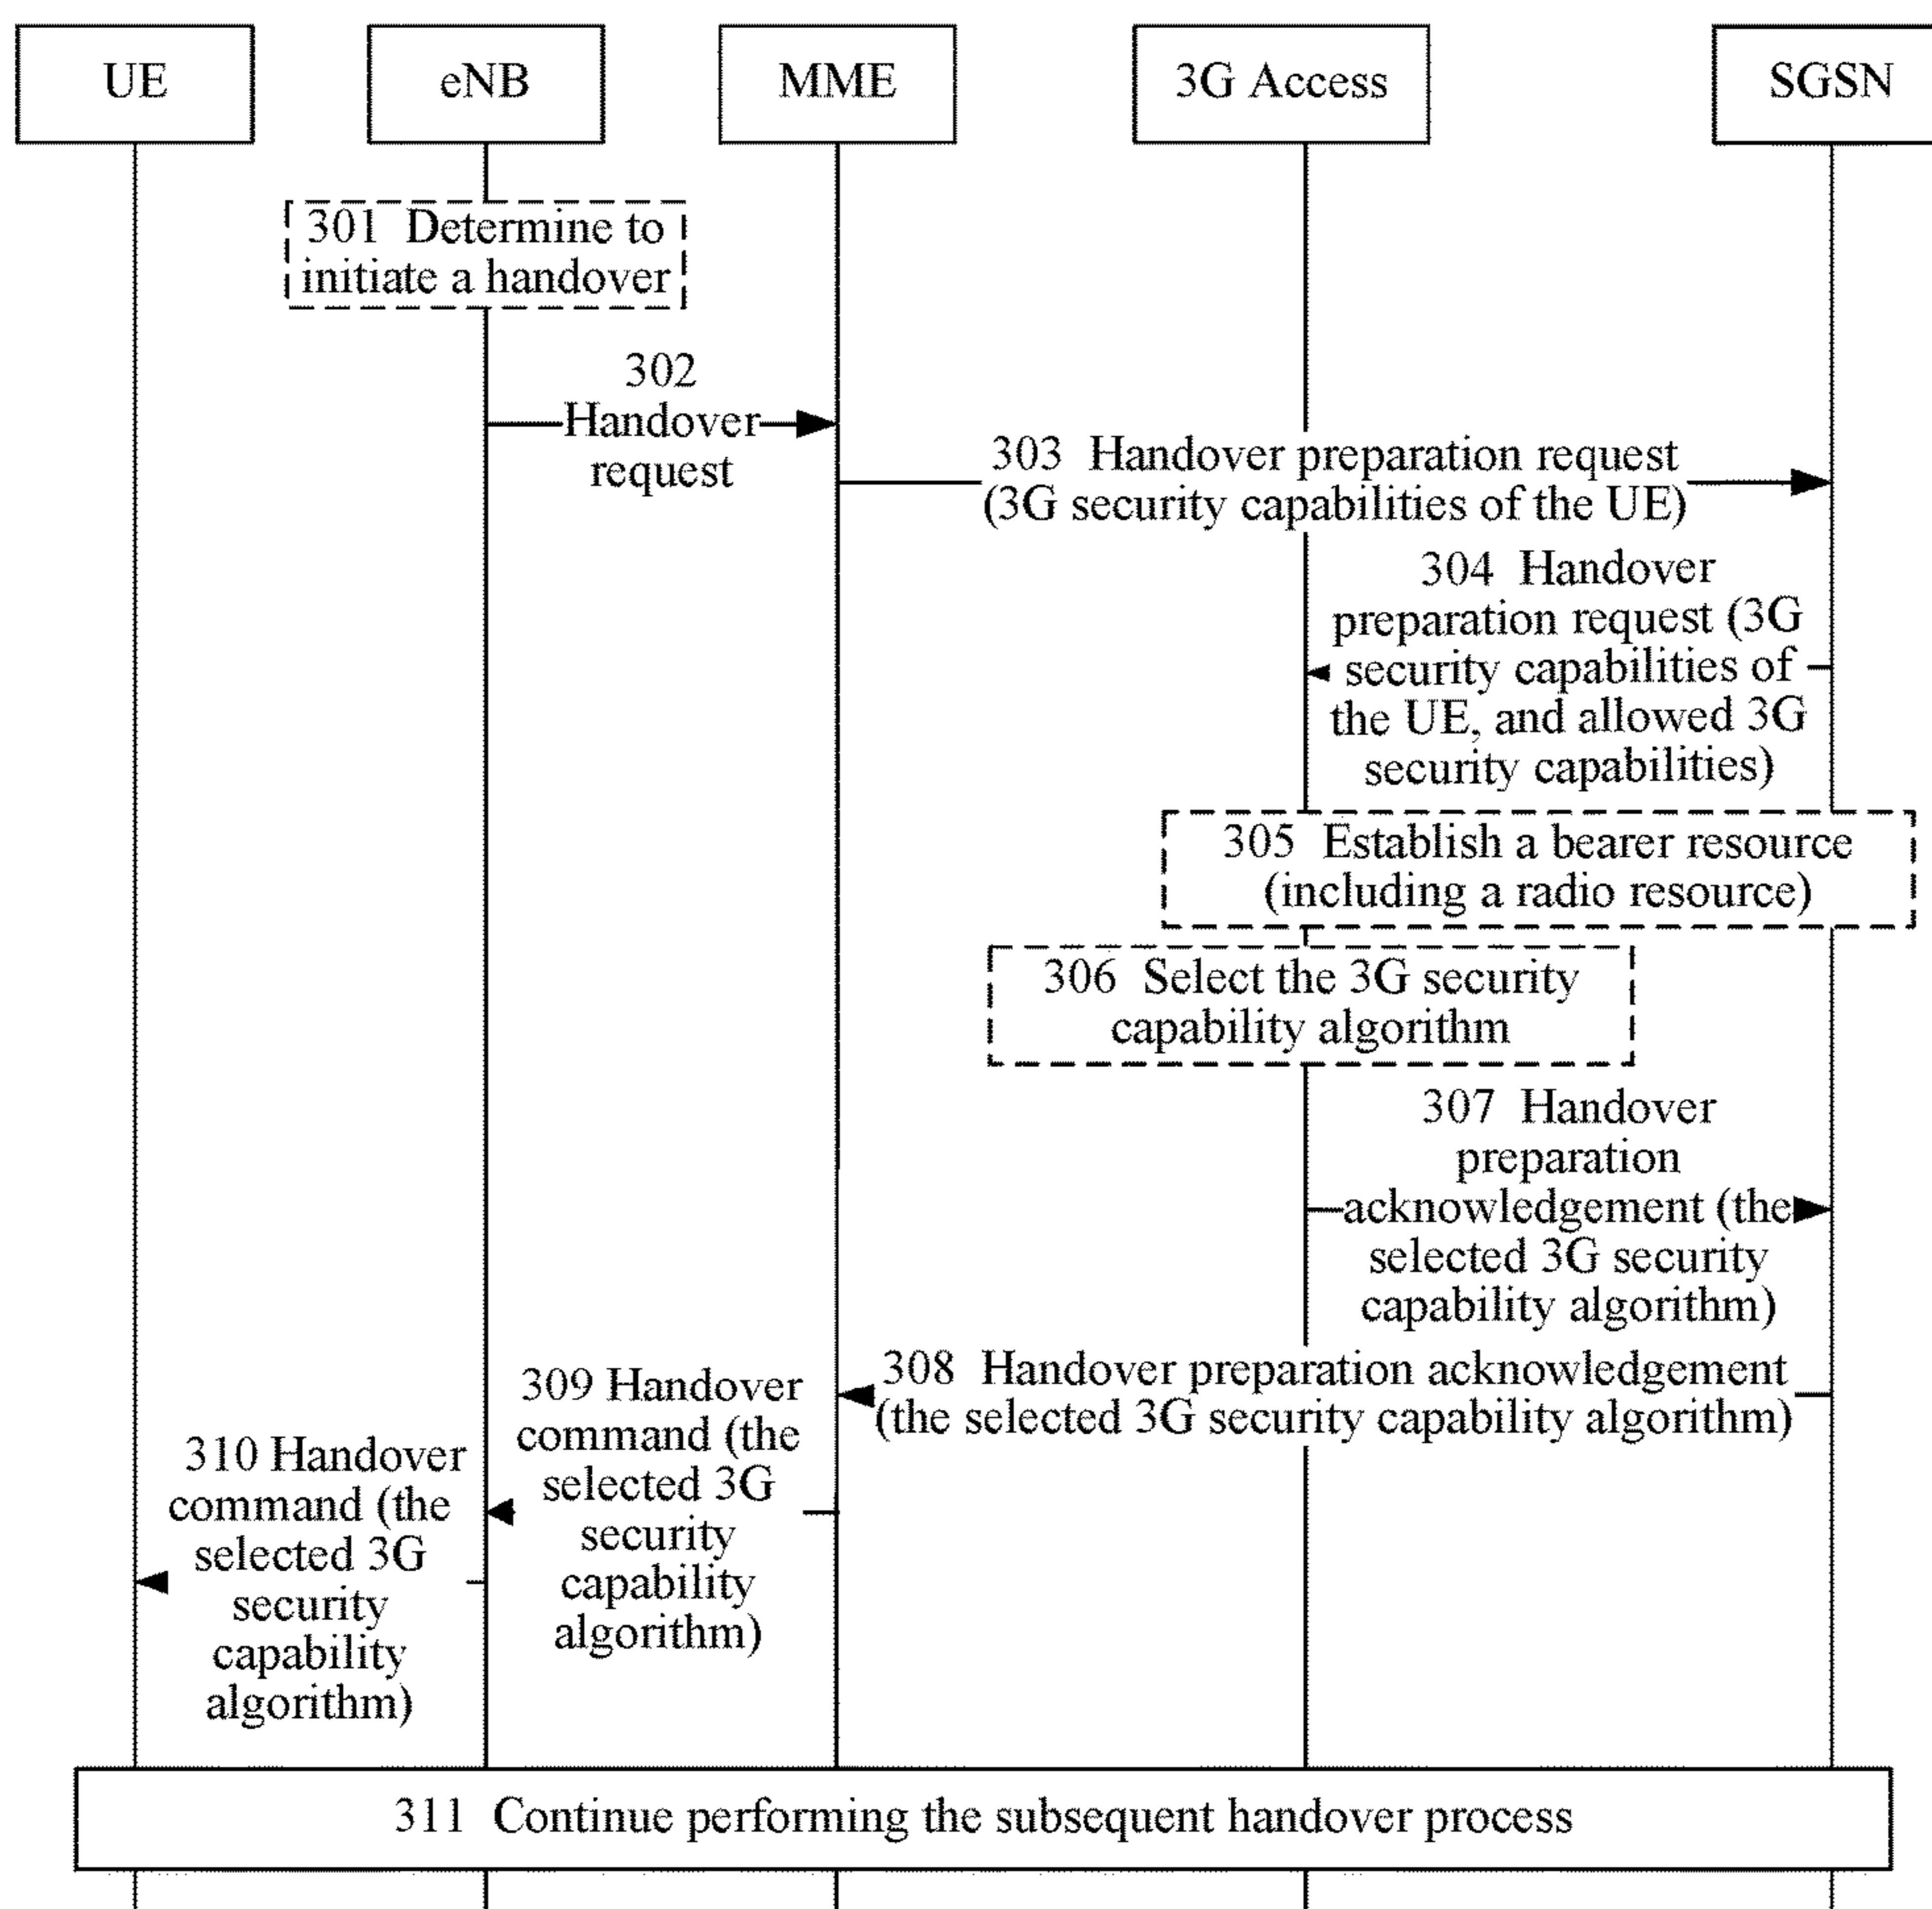 UE
eNB
MME
3G Access
SGSN
301 Determine to
initiate a handover
302
Handover
request
303 Handover preparation request
(3G security capabilities of the UE)
304 Handover
preparation request (3G
security capabilities of
the UE, and allowed 3G
security capabilities)
305 Establish a bearer resource
(including a radio resource)
306 Select the 3G security
capability algorithm
307 Handover
preparation
acknowledgement (the
selected 3G security
capability algorithm)
308 Handover preparation acknowledgement
(the selected 3G security capability algorithm)
309 Handover
command (the
selected 3G
security
capability
algorithm)
310 Handover
command (the
selected 3G
security
capability
algorithm)
311 Continue performing the subsequent handover process